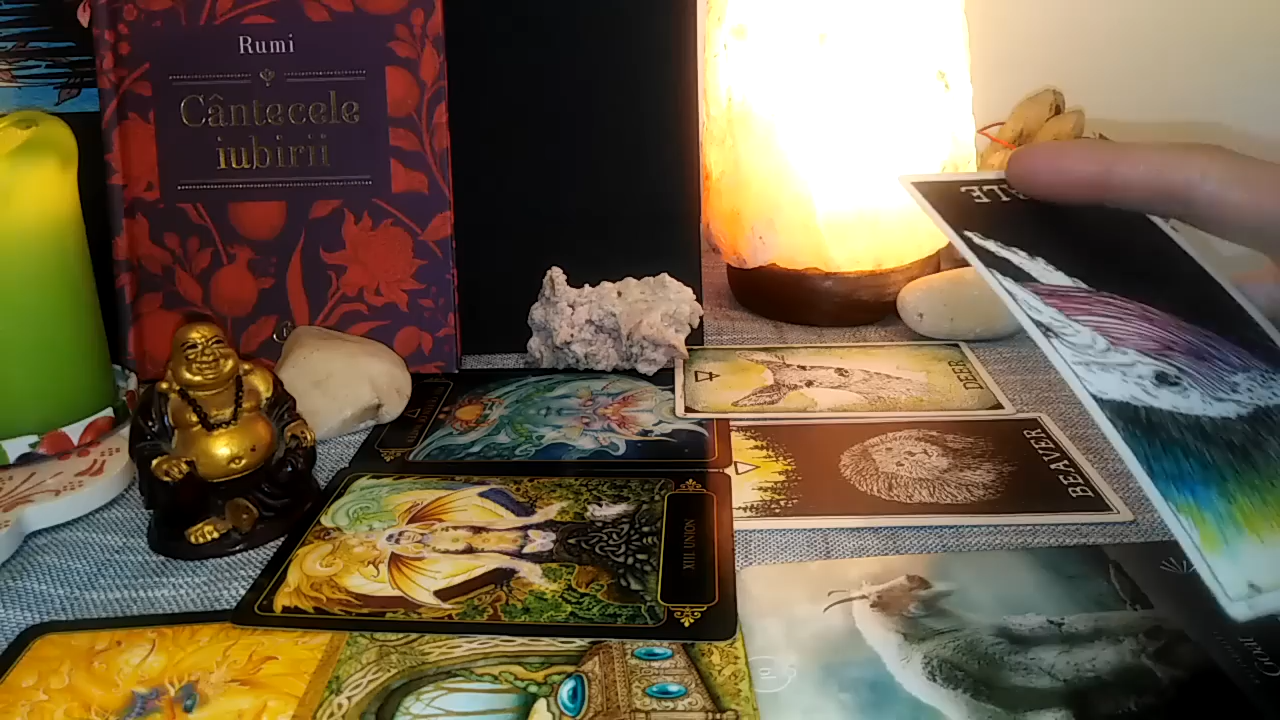 Rumi
Cântecele
iubirii
DEER
BEAVER
XIII. UNION